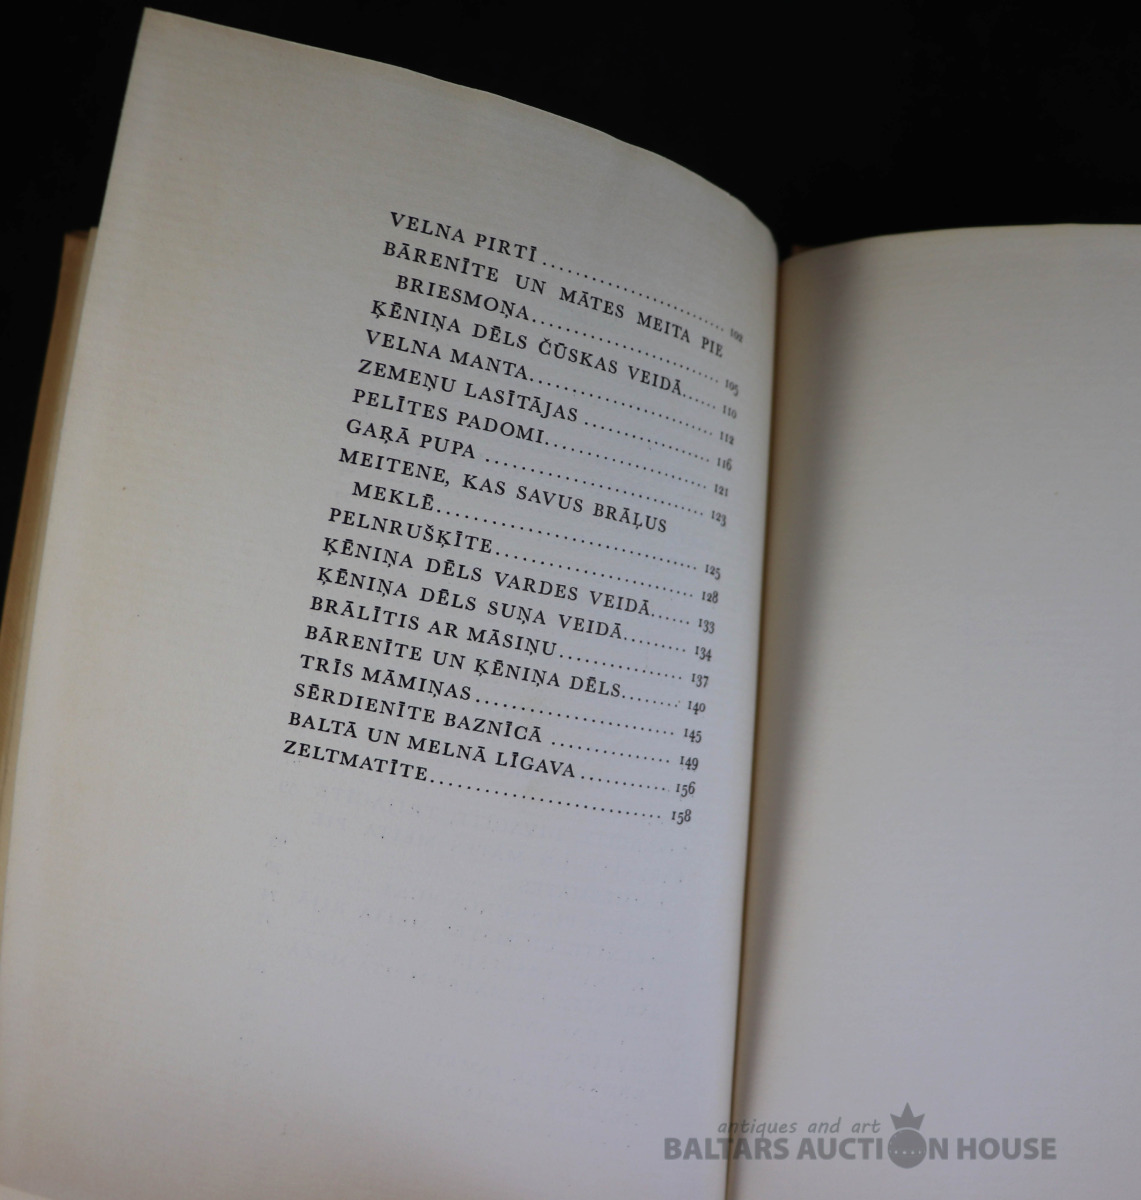 VELNA PIRTĪ ........................ 102
BĀRENĪTE UN MĀTES MEITA PIE
BRIESMOŅA........................ 105
ĶĒNIŅA DĒLS ČŪSKAS VEIDĀ...... 110
VELNA MANTA........................ 112
ZEMEŅU LASĪTĀJAS ................... 116
PELĪTES PADOMI....................... 121
GAŖĀ PUPA ............................ 123
MEITENE, KAS SAVUS BRĀĻUS
MEKLĒ.................................. 125
PELNRUŠĶĪTE.......................... 128
ĶĒNIŅA DĒLS VARDES VEIDĀ...... 133
ĶĒNIŅA DĒLS SUŅA VEIDĀ......... 134
BRĀLĪTIS AR MĀSIŅU............... 137
BĀRENĪTE UN ĶĒNIŅA DĒLS........ 140
TRĪS MĀMIŅAS......................... 145
SĒRDIENĪTE BAZNĪCĀ ............... 149
BALTĀ UN MELNĀ LĪGAVA........... 156
ZELTMATĪTE............................ 158
antiques and art
BALTARS AUCTION HOUSE